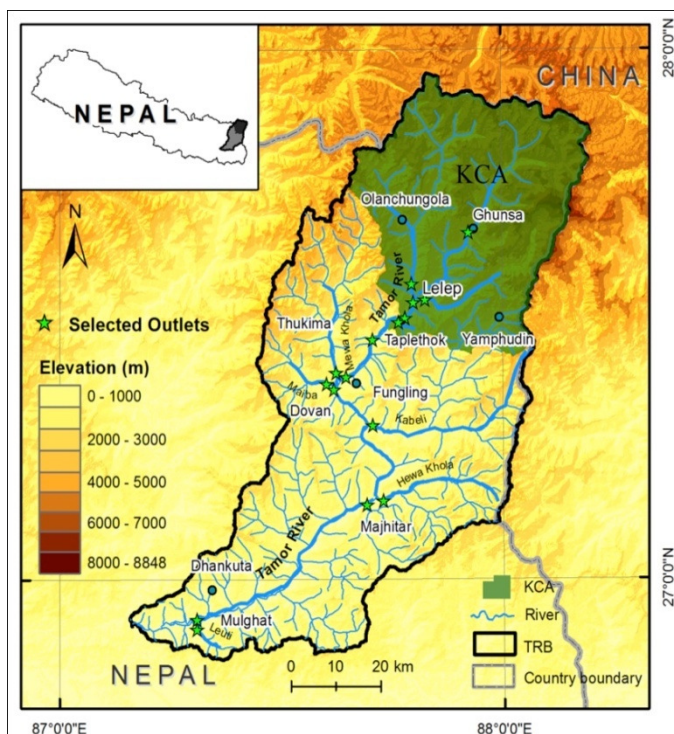 NEPAL
CHINA
28°0'0"N
KCA
Olanchungola
Ghunsa
N
Tamor River
Lelep
Selected Outlets
Thukima
Mewa Khola
Taplethok
Yamphudin
Elevation (m)
0 - 1000
2000 - 3000
4000 - 5000
6000 - 7000
8000 - 8848
Maiba
Fungling
Dovan
Kabeli
Hewa Khola
Majhitar
Tamor River
Dhankuta
27°0'0"N
Mulghat
Leuti
KCA
River
TRB
Country boundary
0 10 20 km
NEPAL
87°0'0"E
88°0'0"E